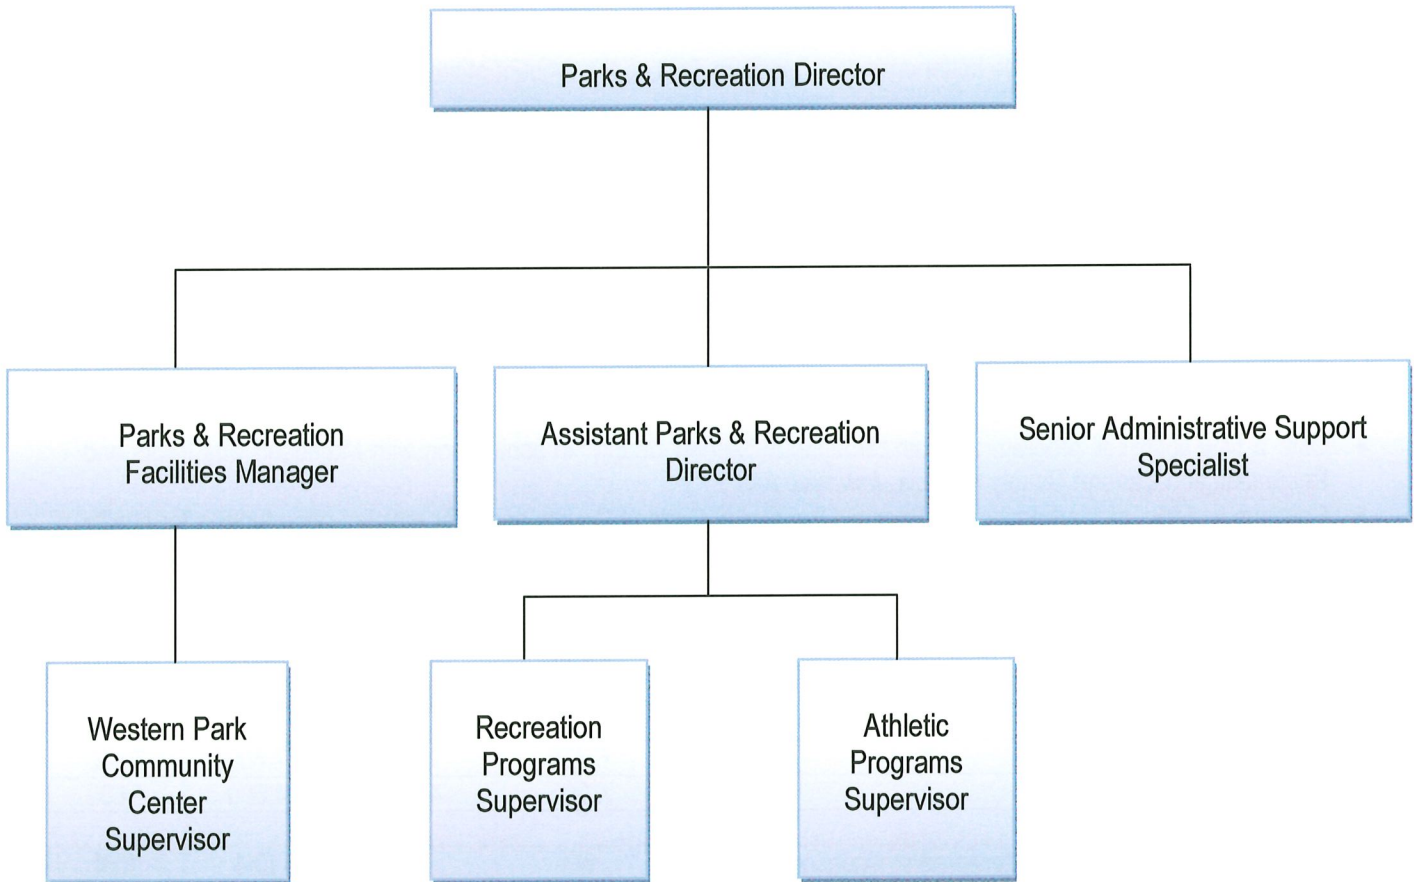 Parks & Recreation Director
Parks & Recreation
Facilities Manager
Assistant Parks & Recreation
Director
Senior Administrative Support
Specialist
Western Park
Community
Center
Supervisor
Recreation
Programs
Supervisor
Athletic
Programs
Supervisor